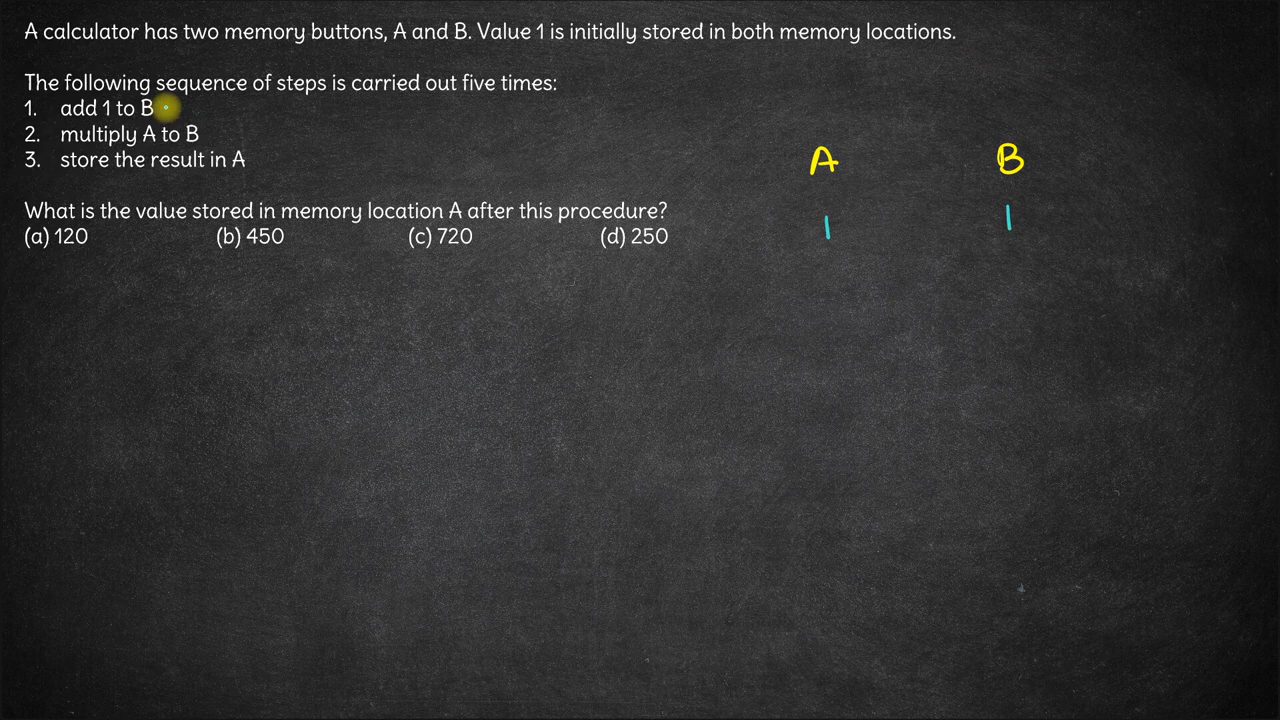 A calculator has two memory buttons, A and B. Value 1 is initially stored in both memory locations.
The following sequence of steps is carried out five times:
1. add 1 to B
2. multiply A to B
3. store the result in A
What is the value stored in memory location A after this procedure?
(a) 120 (b) 450 (c) 720 (d) 250
A B
1 1